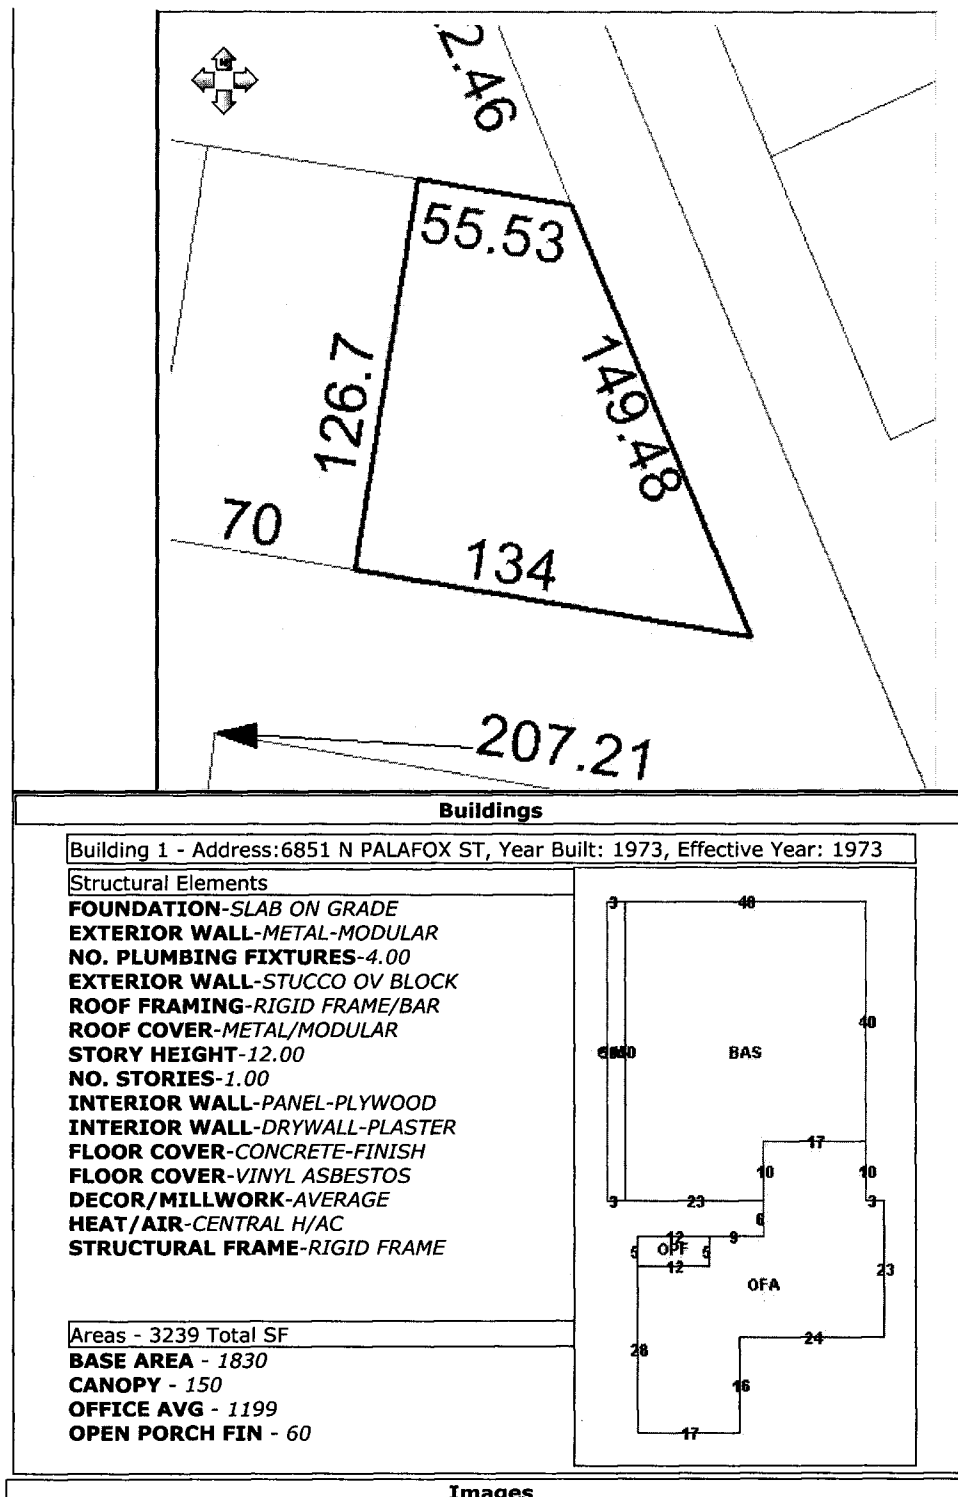 2.46
55.53
126.7
149.48
70
134
207.21
Buildings
Building 1 - Address:6851 N PALAFOX ST, Year Built: 1973, Effective Year: 1973
Structural Elements
FOUNDATION-SLAB ON GRADE
EXTERIOR WALL-METAL-MODULAR
NO. PLUMBING FIXTURES-4.00
EXTERIOR WALL-STUCCO OV BLOCK
ROOF FRAMING-RIGID FRAME/BAR
ROOF COVER-METAL/MODULAR
STORY HEIGHT-12.00
NO. STORIES-1.00
INTERIOR WALL-PANEL-PLYWOOD
INTERIOR WALL-DRYWALL-PLASTER
FLOOR COVER-CONCRETE-FINISH
FLOOR COVER-VINYL ASBESTOS
DECOR/MILLWORK-AVERAGE
HEAT/AIR-CENTRAL H/AC
STRUCTURAL FRAME-RIGID FRAME
Areas - 3239 Total SF
BASE AREA - 1830
CANOPY - 150
OFFICE AVG - 1199
OPEN PORCH FIN - 60
3
40
40
BAS
17
10
10
3
23
3
6
12
9
5
OPF
5
12
23
OFA
24
28
16
17
Images